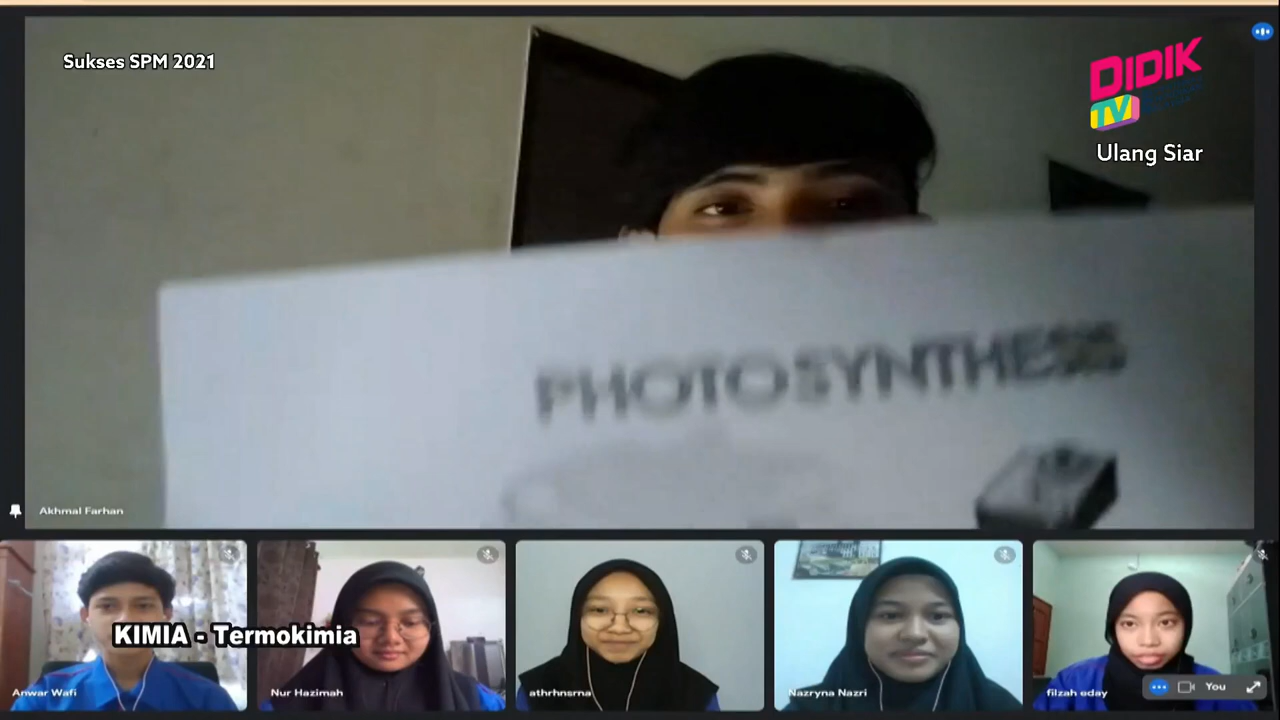 Sukses SPM 2021
DIDIK
TV
Ulang Siar
PHOTOSYNTHESIS
Akhmal Farhan
KIMIA - Termokimia
Anwar Wafi
Nur Hazimah
athrhnsrna
Nazryna Nazri
filzah eday
You